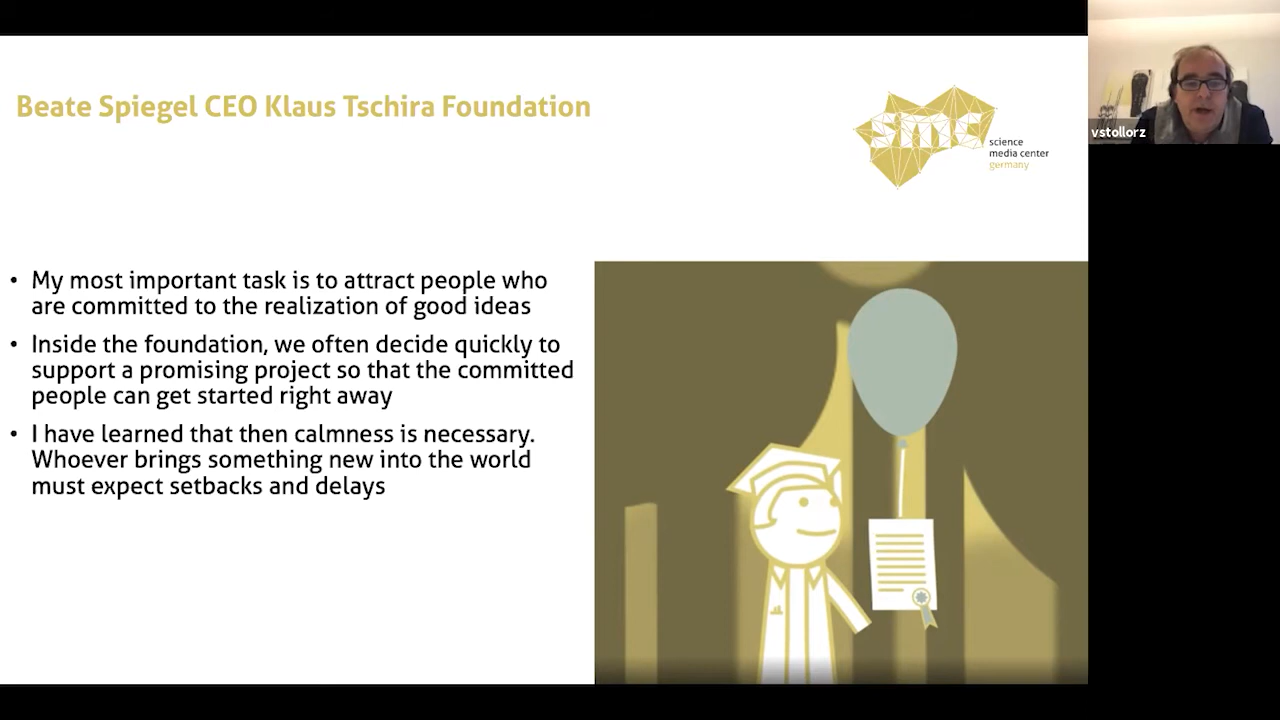 Beate Spiegel CEO Klaus Tschira Foundation
smc
science
media center
germany
vstollorz
• My most important task is to attract people who
are committed to the realization of good ideas
• Inside the foundation, we often decide quickly to
support a promising project so that the committed
people can get started right away
• I have learned that then calmness is necessary.
Whoever brings something new into the world
must expect setbacks and delays